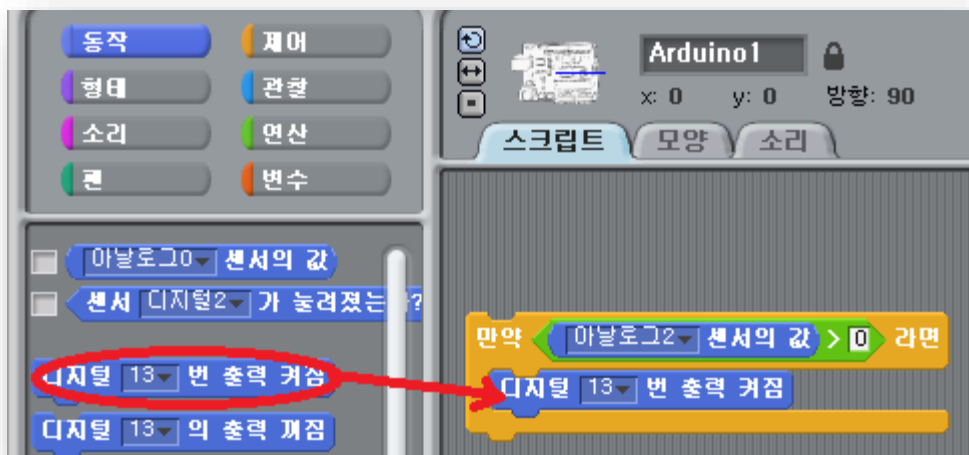 동작
제어
형태
관찰
소리
연산
펜
변수
아날로그0 센서의 값
센서 디지털2 가 눌려졌는 ?
디지털 13 번 출력 켜짐
디지털 13 의 출력 꺼짐
Arduino1
x: 0 y: 0 방향: 90
스크립트 모양 소리
만약 아날로그2 센서의 값 > 0 라면
디지털 13 번 출력 켜짐